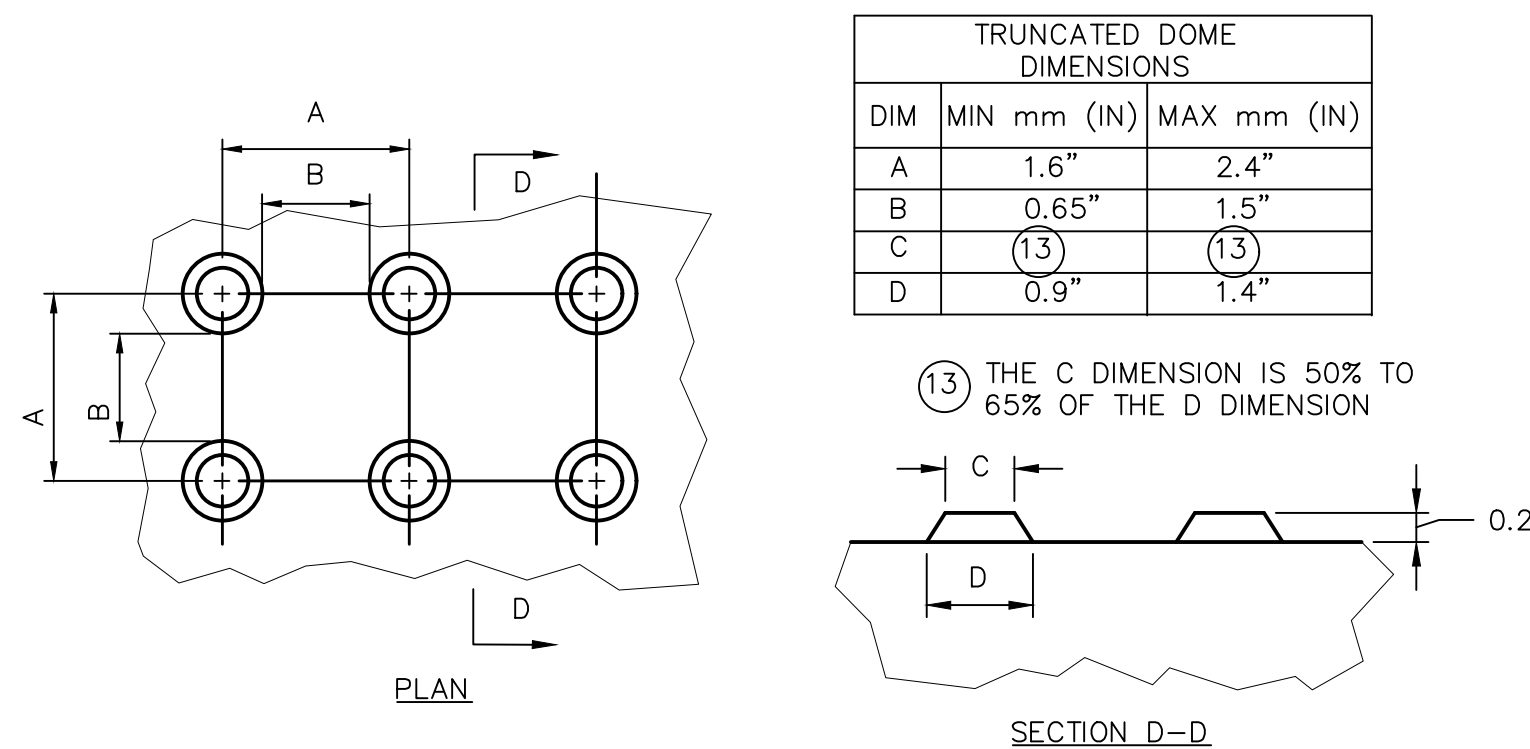 A
B
D
A
B
D
PLAN
TRUNCATED DOME
DIMENSIONS
DIM MIN mm (IN) MAX mm (IN)
A 1.6" 2.4"
B 0.65" 1.5"
C 13 13
D 0.9" 1.4"
13 THE C DIMENSION IS 50% TO
65% OF THE D DIMENSION
C
0.2
D
SECTION D-D